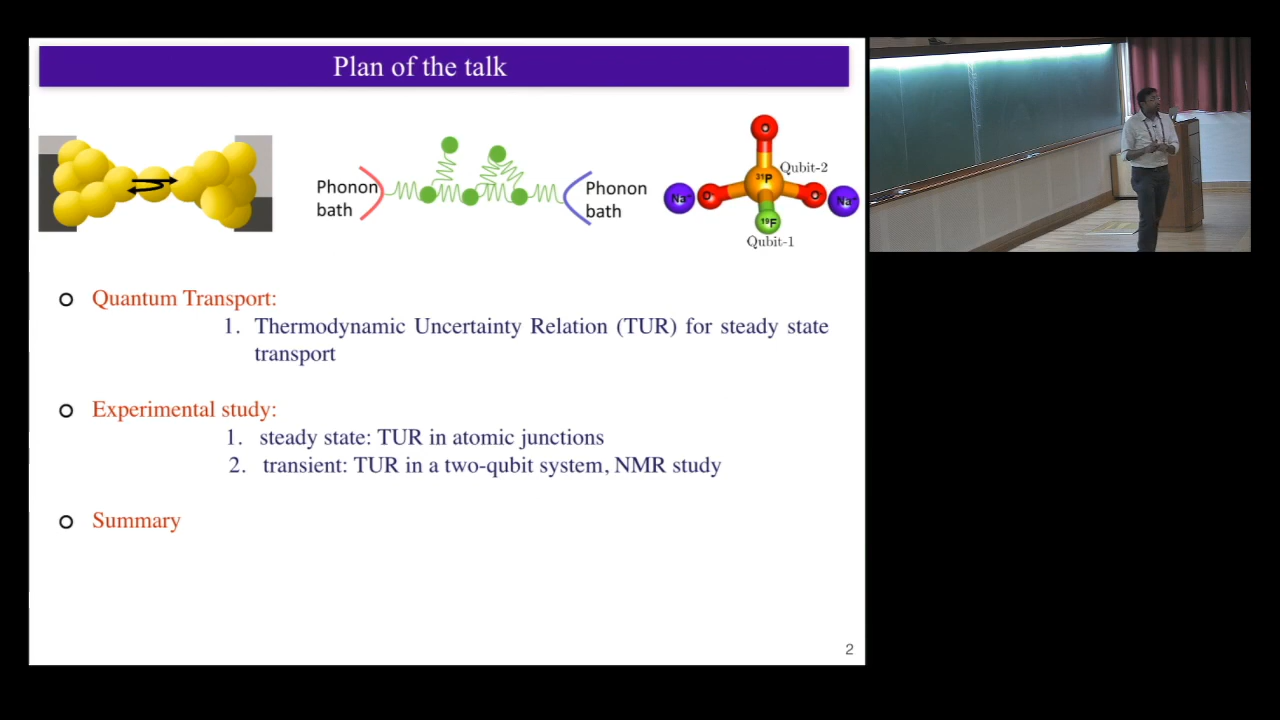 Plan of the talk
Phonon
bath
Phonon
bath
O
Qubit-2
31P
Na+
O-
O-
Na+
19F
Qubit-1
Quantum Transport:
1. Thermodynamic Uncertainty Relation (TUR) for steady state
transport
Experimental study:
1. steady state: TUR in atomic junctions
2. transient: TUR in a two-qubit system, NMR study
Summary
2